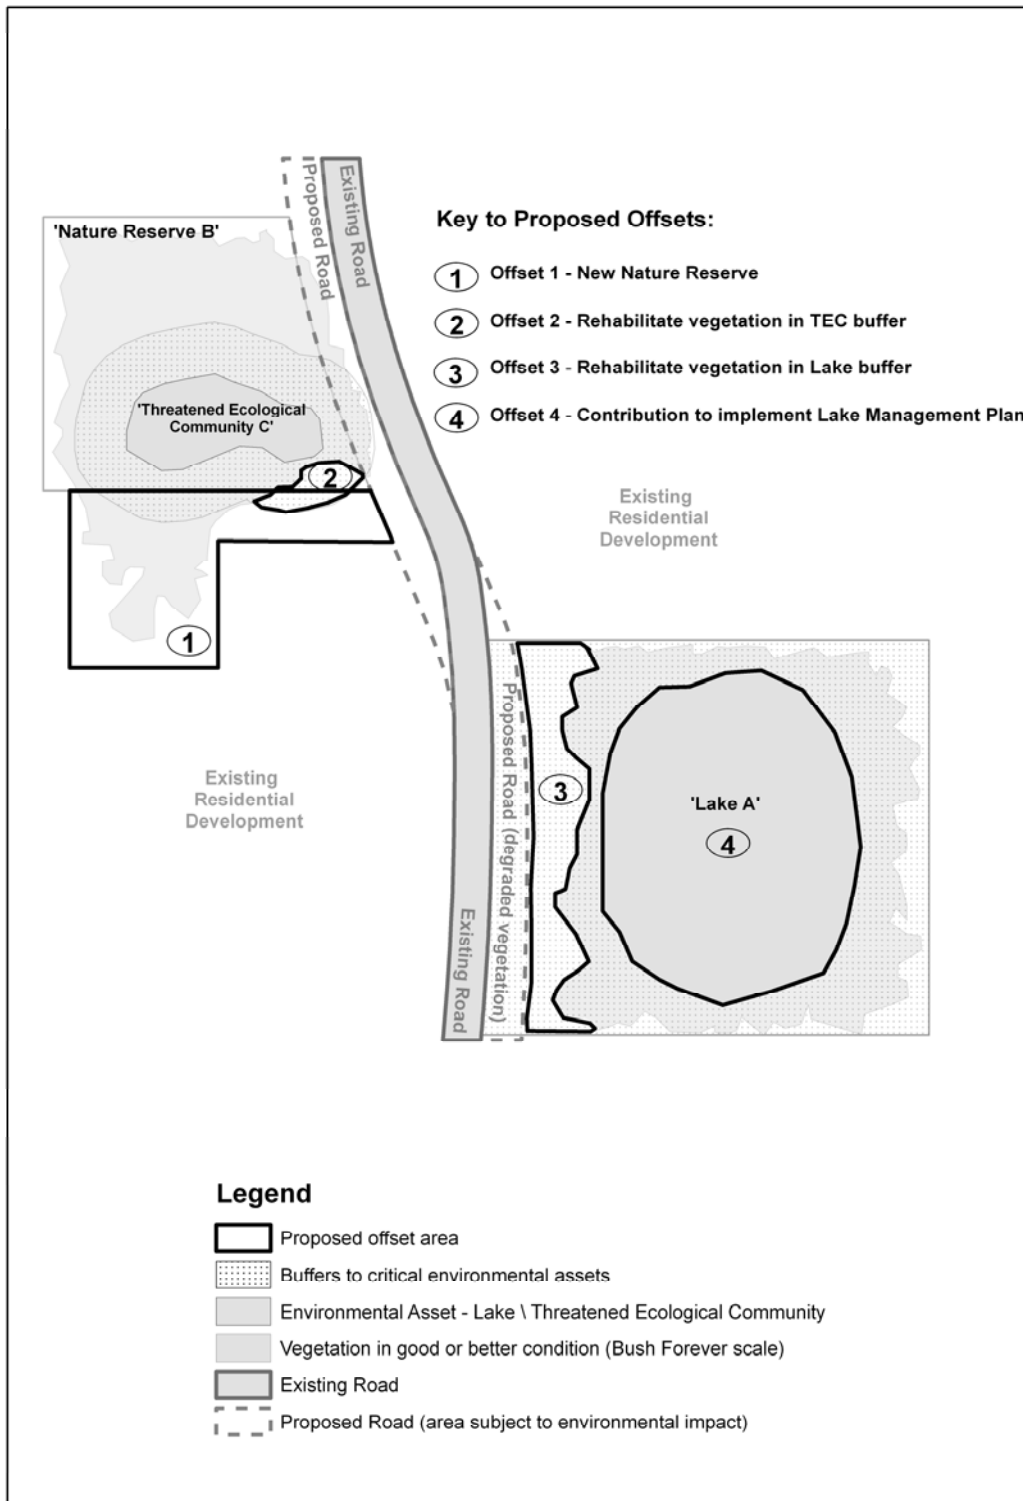 Proposed Road
Existing Road
'Nature Reserve B'
Key to Proposed Offsets:
1 Offset 1 - New Nature Reserve
2 Offset 2 - Rehabilitate vegetation in TEC buffer
3 Offset 3 - Rehabilitate vegetation in Lake buffer
4 Offset 4 - Contribution to implement Lake Management Plan
'Threatened Ecological
Community C'
2
Existing
Residential
Development
1
Proposed Road (degraded vegetation)
Existing
Residential
Development
3
'Lake A'
4
Existing Road
Legend
Proposed offset area
Buffers to critical environmental assets
Environmental Asset - Lake \ Threatened Ecological Community
Vegetation in good or better condition (Bush Forever scale)
Existing Road
Proposed Road (area subject to environmental impact)